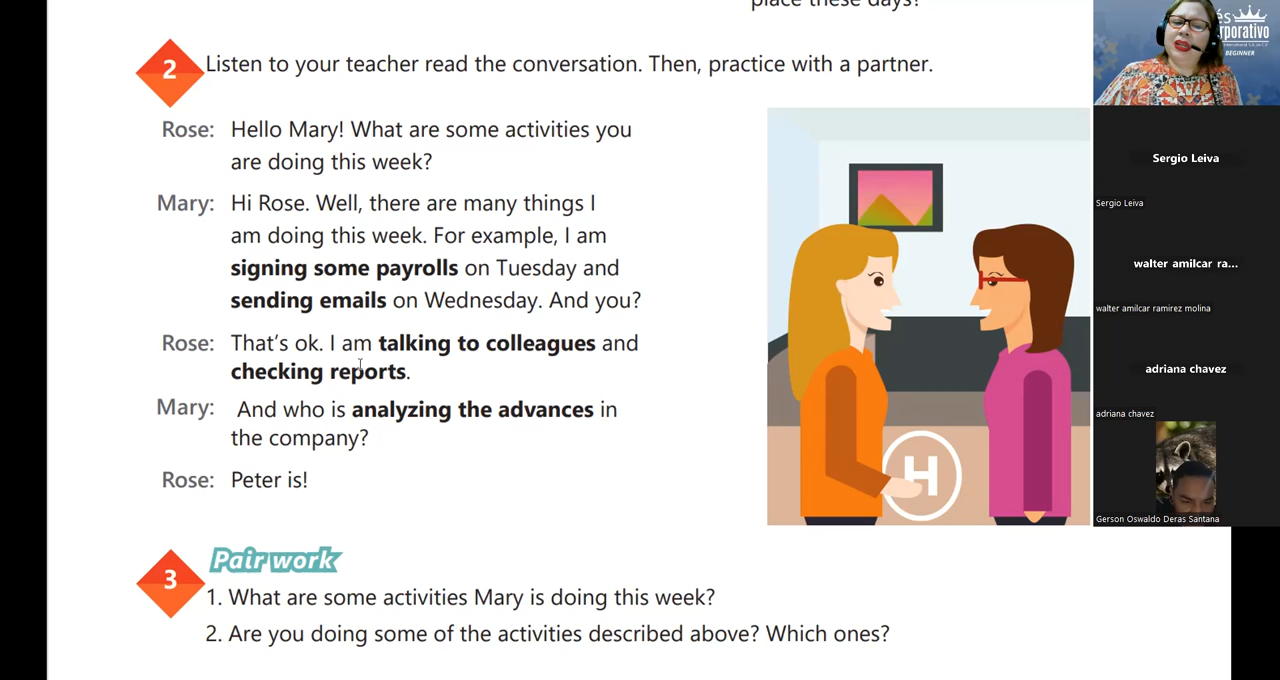 place these days?
2
Listen to your teacher read the conversation. Then, practice with a partner.
Rose: Hello Mary! What are some activities you
are doing this week?
Mary: Hi Rose. Well, there are many things I
am doing this week. For example, I am
signing some payrolls on Tuesday and
sending emails on Wednesday. And you?
Rose: That's ok. I am talking to colleagues and
checking reports.
Mary: And who is analyzing the advances in
the company?
Rose: Peter is!
H
3
Pair work
1. What are some activities Mary is doing this week?
2. Are you doing some of the activities described above? Which ones?
és
rporativo
BEGINNER
Sergio Leiva
Sergio Leiva
walter amilcar ra...
walter amilcar ramirez molina
adriana chavez
adriana chavez
Gerson Oswaldo Deras Santana